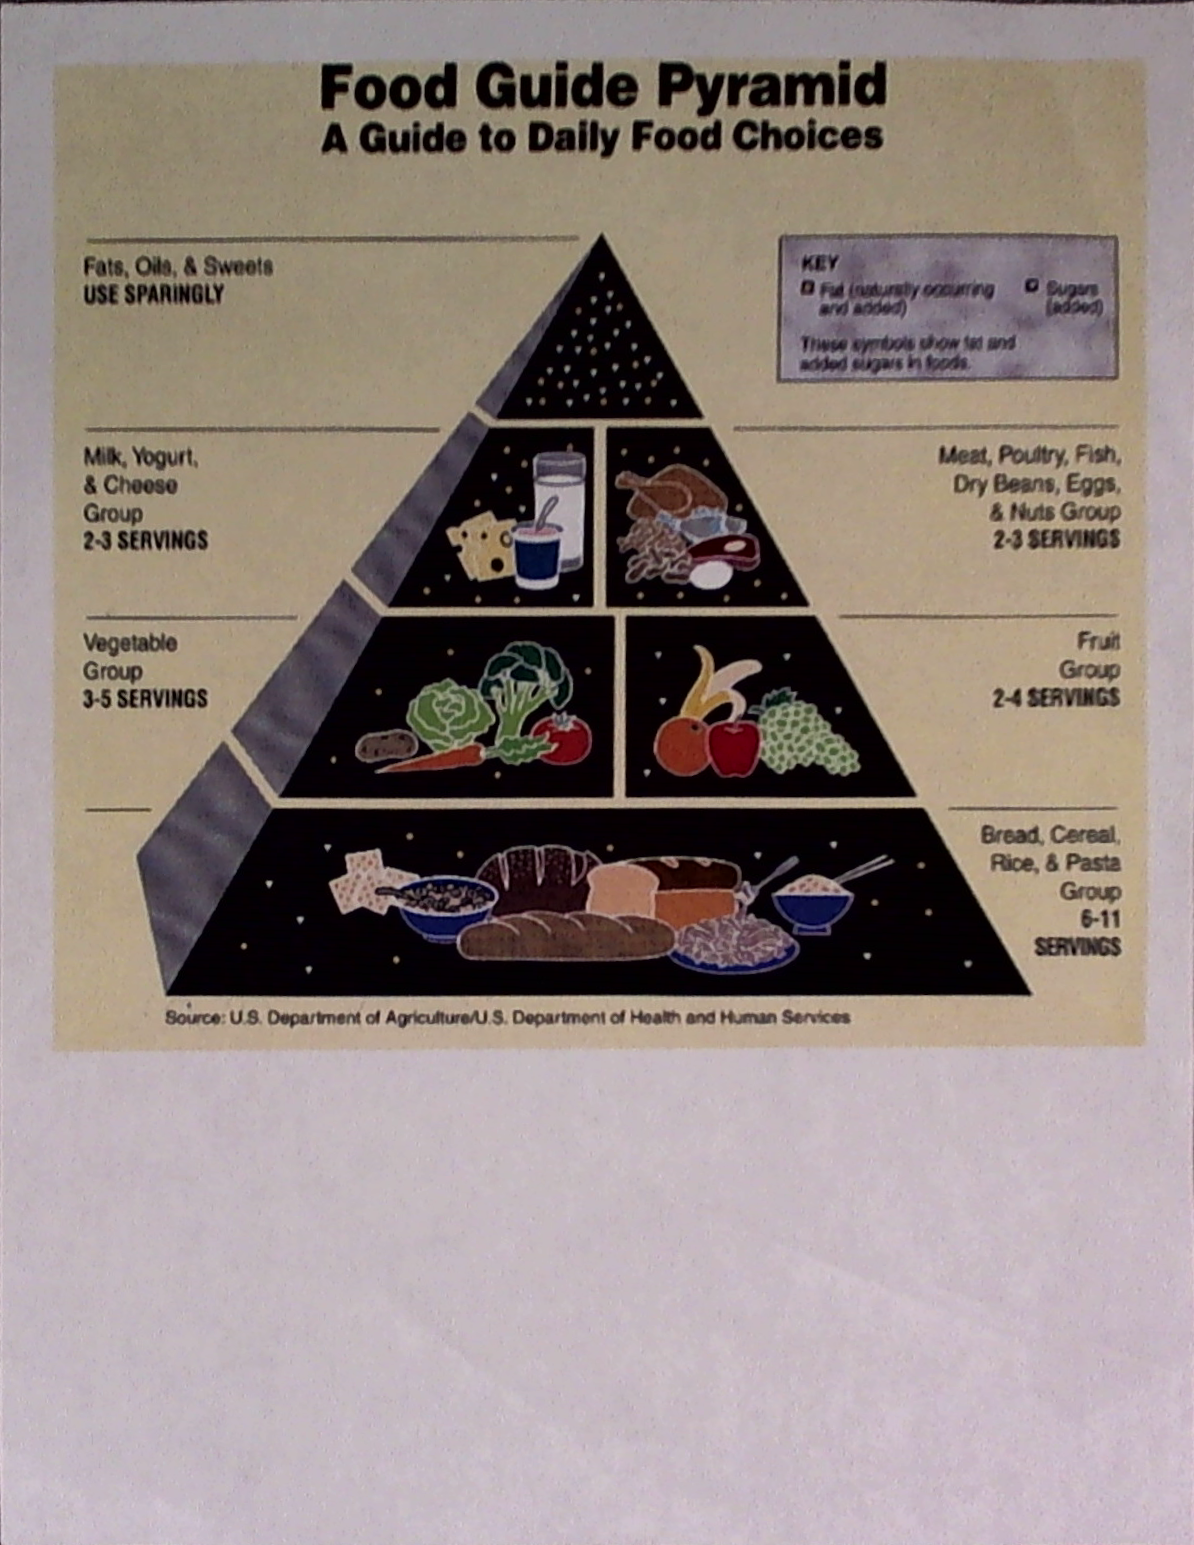 Food Guide Pyramid
A Guide to Daily Food Choices
Fats, Oils, & Sweets
USE SPARINGLY
KEY
Fat (naturally occurring
and added)
Sugars
(added)
These symbols show fat and
added sugars in foods.
Milk, Yogurt,
& Cheese
Group
2-3 SERVINGS
Meat, Poultry, Fish,
Dry Beans, Eggs,
& Nuts Group
2-3 SERVINGS
Vegetable
Group
3-5 SERVINGS
Fruit
Group
2-4 SERVINGS
Bread, Cereal,
Rice, & Pasta
Group
6-11
SERVINGS
Source: U.S. Department of Agriculture/U.S. Department of Health and Human Services